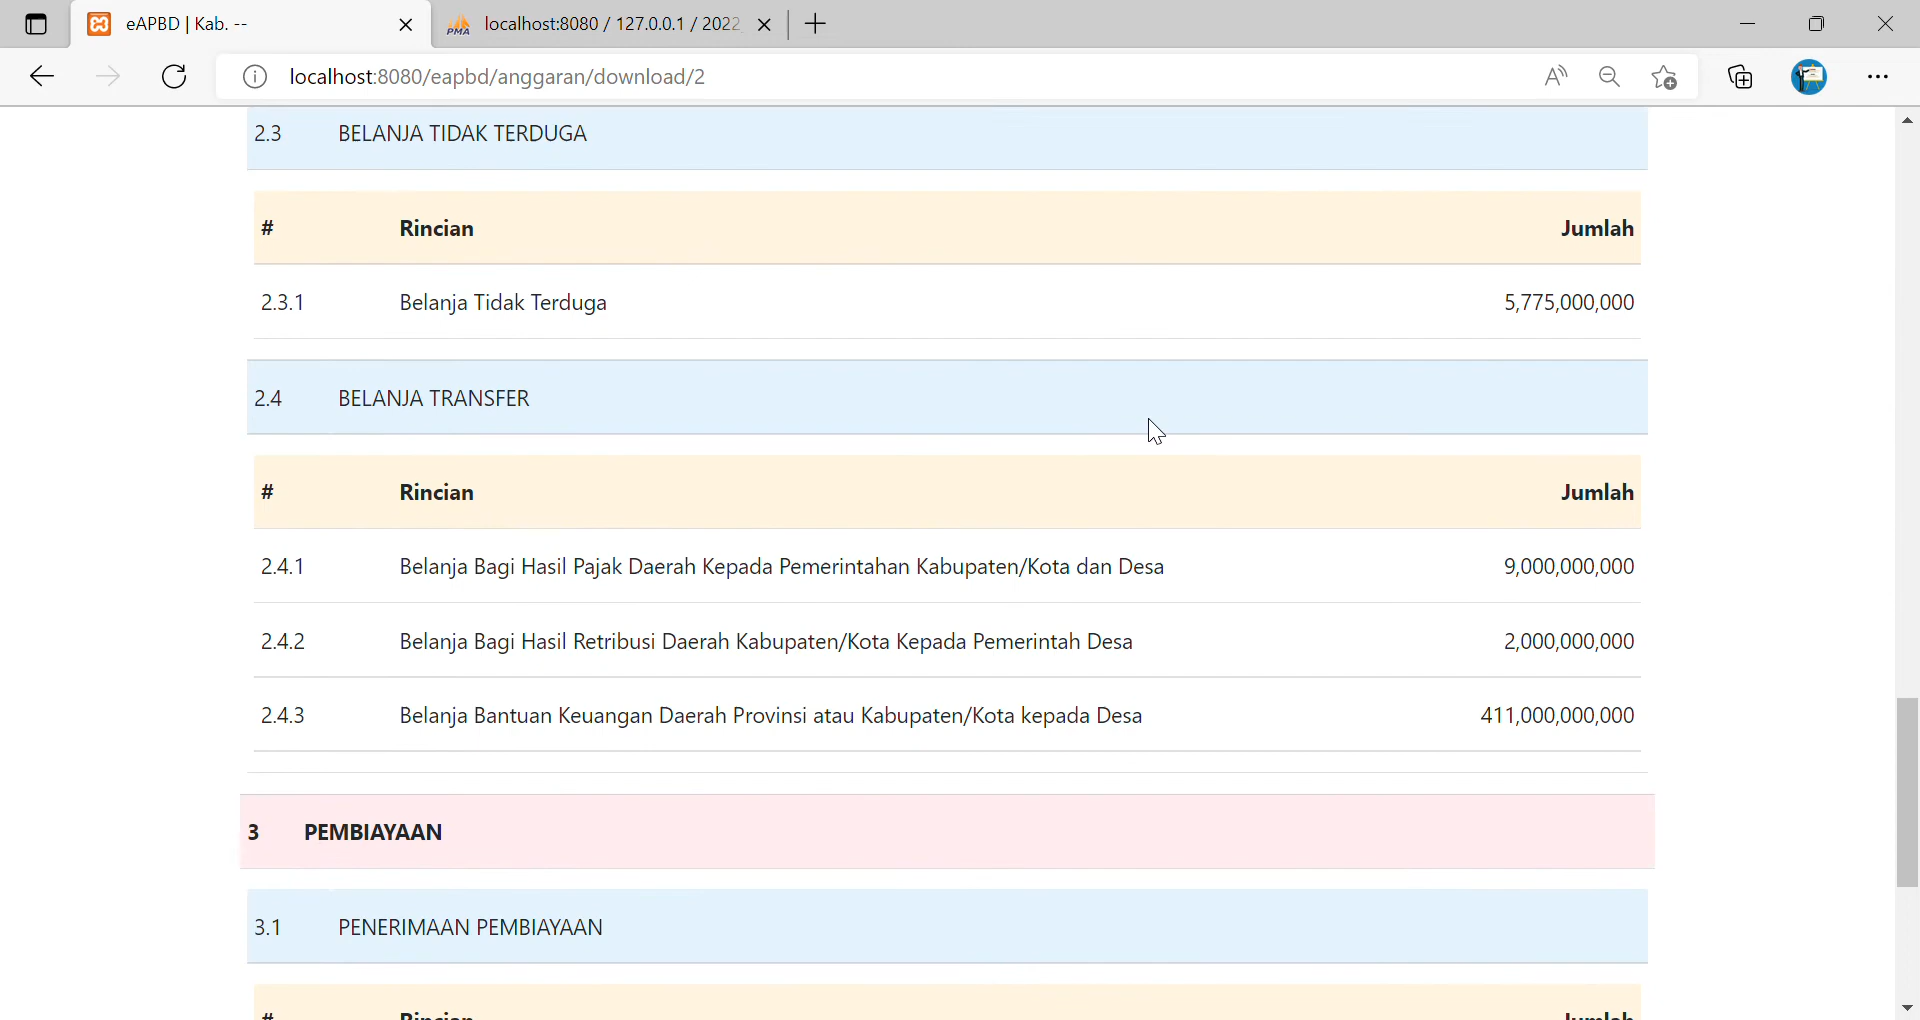 eAPBD | Kab. --
PMA localhost:8080 / 127.0.0.1 / 2022
localhost:8080/eapbd/anggaran/download/2
2.3 BELANJA TIDAK TERDUGA
# Rincian Jumlah
2.3.1 Belanja Tidak Terduga 5,775,000,000
2.4 BELANJA TRANSFER
# Rincian Jumlah
2.4.1 Belanja Bagi Hasil Pajak Daerah Kepada Pemerintahan Kabupaten/Kota dan Desa 9,000,000,000
2.4.2 Belanja Bagi Hasil Retribusi Daerah Kabupaten/Kota Kepada Pemerintah Desa 2,000,000,000
2.4.3 Belanja Bantuan Keuangan Daerah Provinsi atau Kabupaten/Kota kepada Desa 411,000,000,000
3 PEMBIAYAAN
3.1 PENERIMAAN PEMBIAYAAN
# Rincian Jumlah